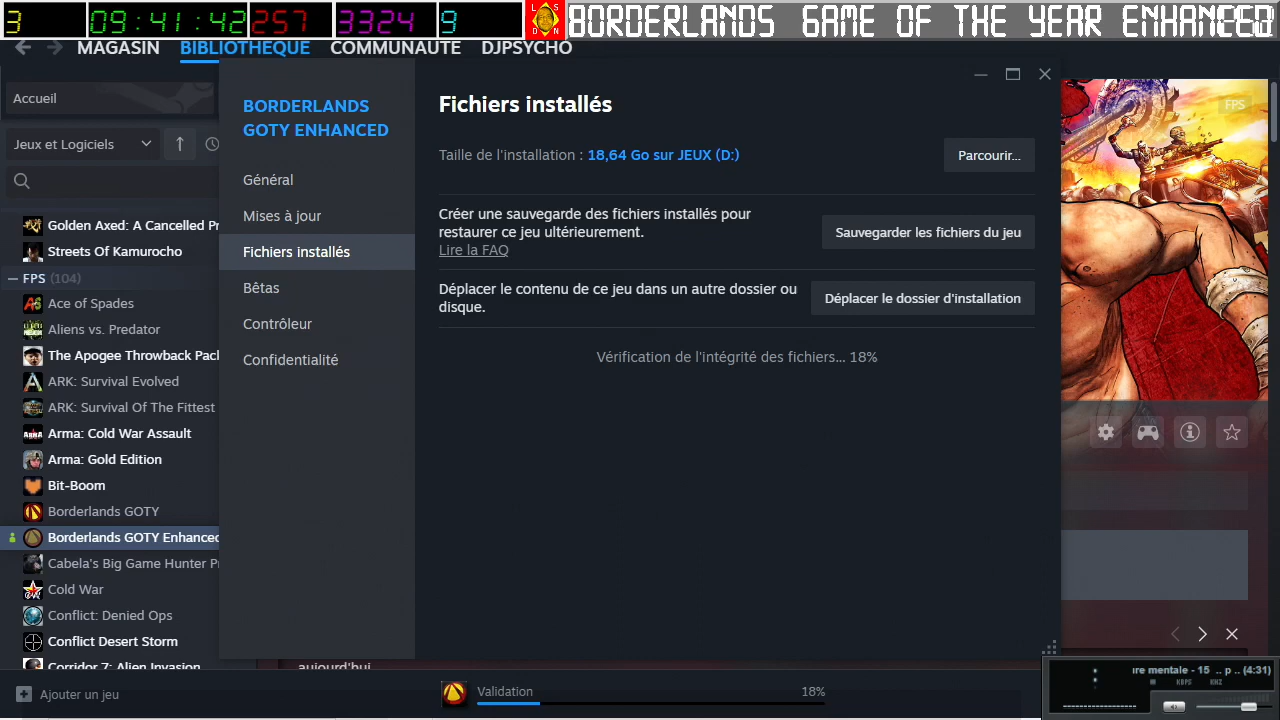 3
09:41:42
257
3324
9
S
D N
BORDERLANDS GAME OF THE YEAR ENHANCED
MAGASIN
BIBLIOTHÈQUE
COMMUNAUTÉ
DJPSYCHO
Accueil
Jeux et Logiciels
Golden Axed: A Cancelled Pr
Streets Of Kamurocho
FPS (104)
Ace of Spades
Aliens vs. Predator
The Apogee Throwback Pack
ARK: Survival Evolved
ARK: Survival Of The Fittest
Arma: Cold War Assault
Arma: Gold Edition
Bit-Boom
Borderlands GOTY
Borderlands GOTY Enhanced
Cabela's Big Game Hunter Pr
Cold War
Conflict: Denied Ops
Conflict Desert Storm
Corridor 7: Alien Invasion
Ajouter un jeu
BORDERLANDS
GOTY ENHANCED
Général
Mises à jour
Fichiers installés
Bêtas
Contrôleur
Confidentialité
Fichiers installés
Taille de l'installation : 18,64 Go sur JEUX (D:)
Parcourir...
Créer une sauvegarde des fichiers installés pour
restaurer ce jeu ultérieurement.
Lire la FAQ
Sauvegarder les fichiers du jeu
Déplacer le contenu de ce jeu dans un autre dossier ou
disque.
Déplacer le dossier d'installation
Vérification de l'intégrité des fichiers... 18%
FPS
aujourd'hui
Validation
18%
ire mentale - 15 .. p .. (4:31)
KBPS
KHZ